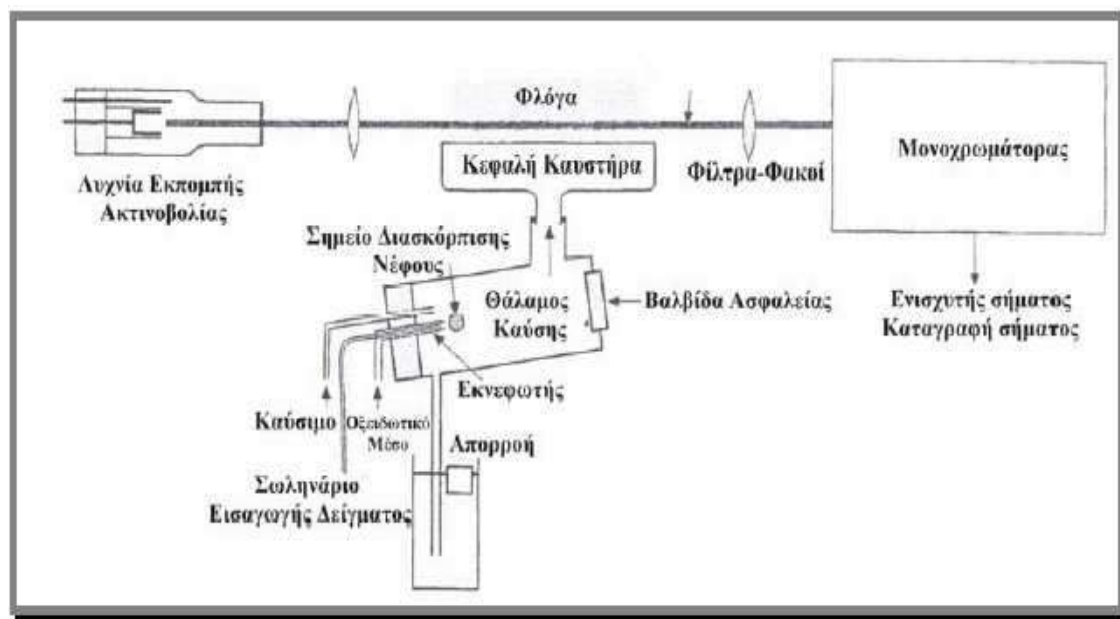 Φλόγα
Μονοχρωμάτορας
Κεφαλή Καυστήρα
Φίλτρα-Φακοί
Λυχνία Εκπομπής
Ακτινοβολίας
Σημείο Διασκόρπισης
Νέφους
Θάλαμος
Καύσης
Βαλβίδα Ασφαλείας
Ενισχυτής σήματος
Καταγραφή σήματος
Εκνεφωτής
Καύσιμο
Οξειδωτικό
Μέσο
Απορροή
Σωληνάριο
Εισαγωγής Δείγματος